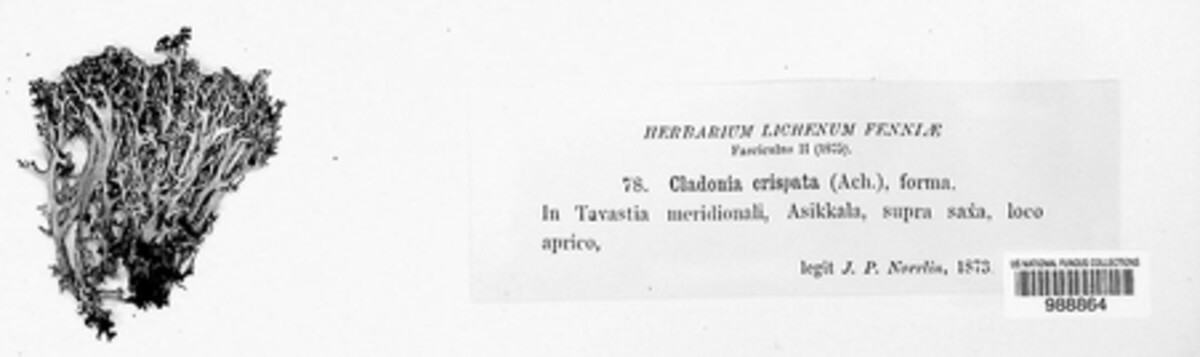 HERBARIUM LICHENUM FENNIÆ
Fasciculus II (1875).
78. Cladonia crispata (Ach.), forma.
In Tavastia meridionali, Asikkala, supra saxa, loco
aprico,
legit J. P. Norrlin, 1873
US NATIONAL FUNGUS COLLECTIONS
988864